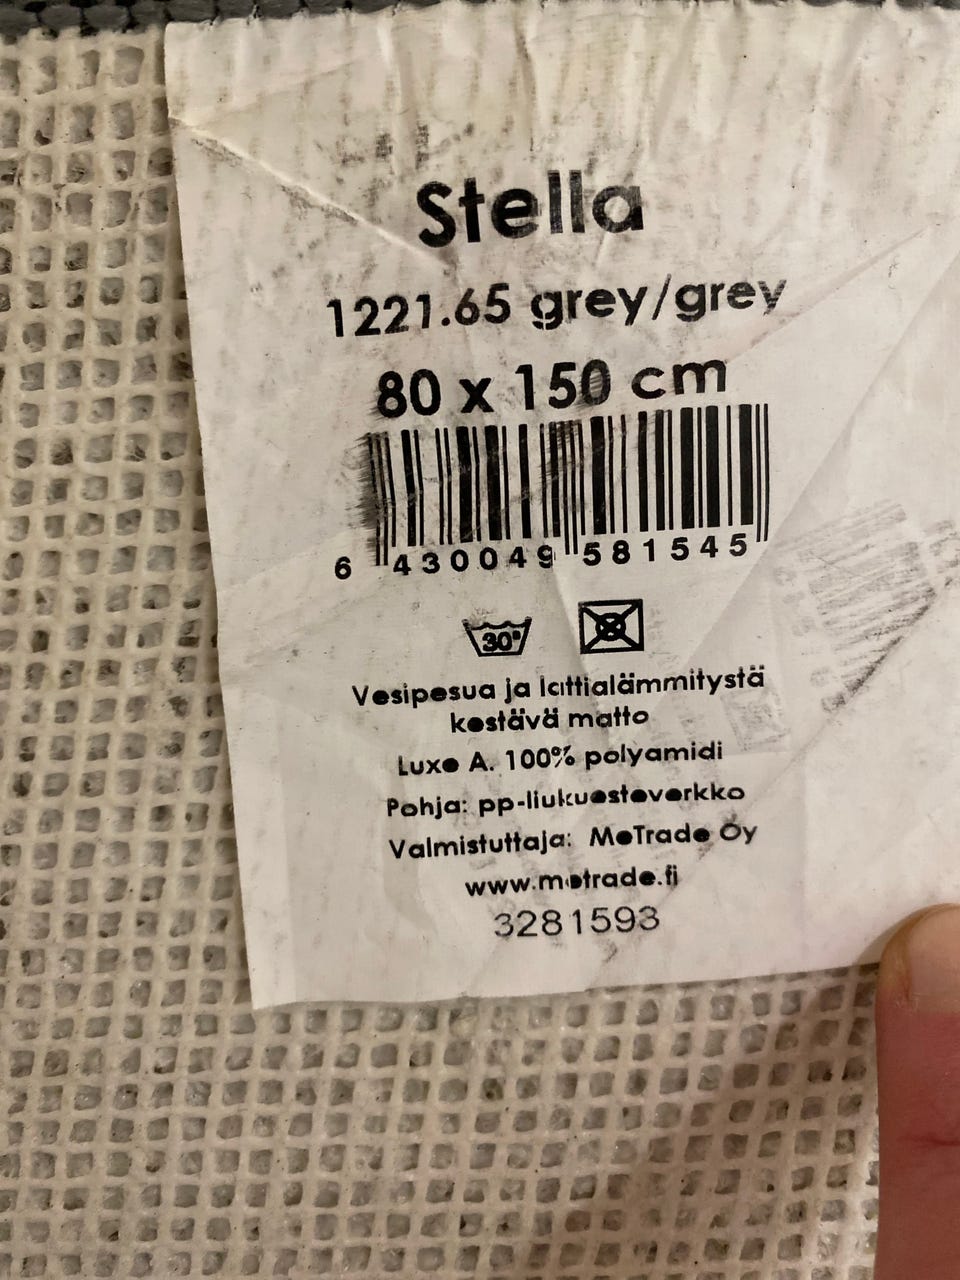 Stella
1221.65 grey/grey
80 x 150 cm
6 430049 581545
30°
Vesipesua ja lattialämmitystä
kestävä matto
Luxe A. 100% polyamidi
Pohja: pp-liukuesteverkko
Valmistuttaja: MeTrade Oy
www.metrade.fi
3281593